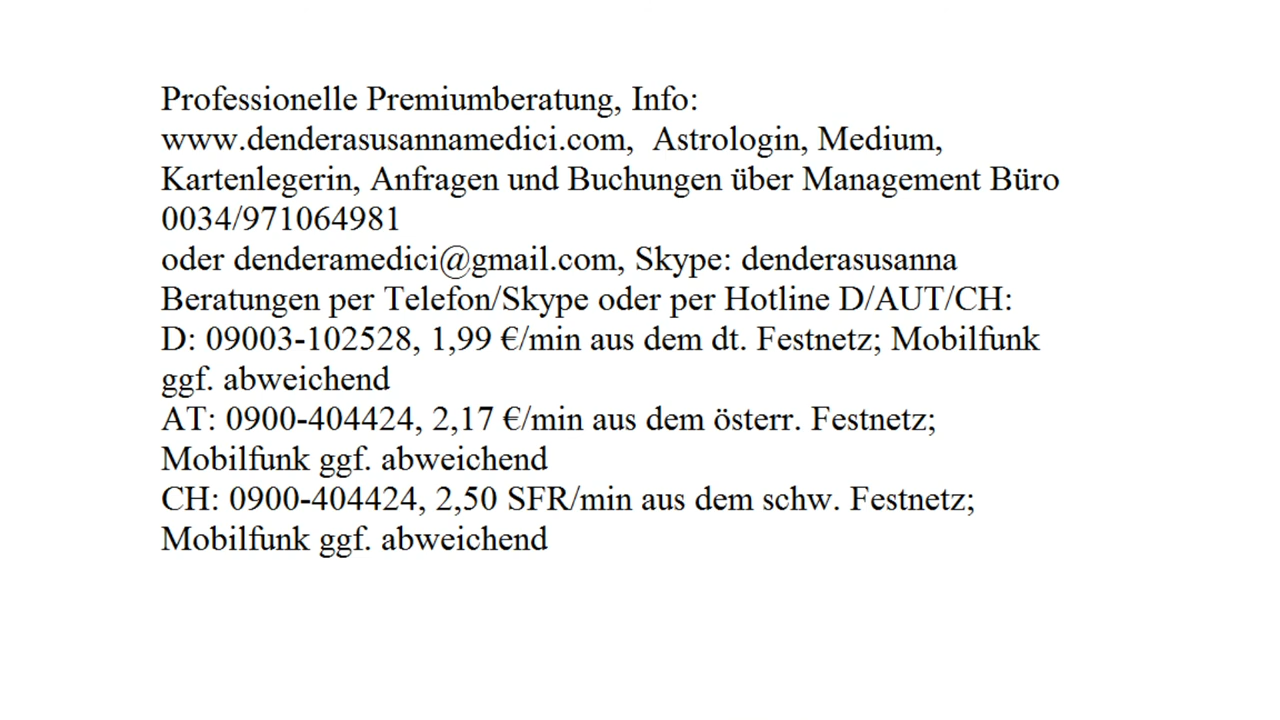 Professionelle Premiumberatung, Info:
www.denderasusannamedici.com,  Astrologin, Medium,
Kartenlegerin, Anfragen und Buchungen über Management Büro
0034/971064981
oder denderamedici@gmail.com, Skype: denderasusanna
Beratungen per Telefon/Skype oder per Hotline D/AUT/CH:
D: 09003-102528, 1,99 €/min aus dem dt. Festnetz; Mobilfunk
ggf. abweichend
AT: 0900-404424, 2,17 €/min aus dem österr. Festnetz;
Mobilfunk ggf. abweichend
CH: 0900-404424, 2,50 SFR/min aus dem schw. Festnetz;
Mobilfunk ggf. abweichend